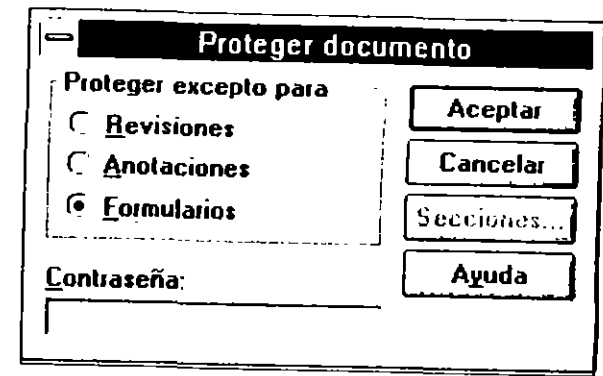 Proteger documento
Proteger excepto para
Revisiones
Anotaciones
Formularios
Contraseña:
Aceptar
Cancelar
Secciones...
Ayuda